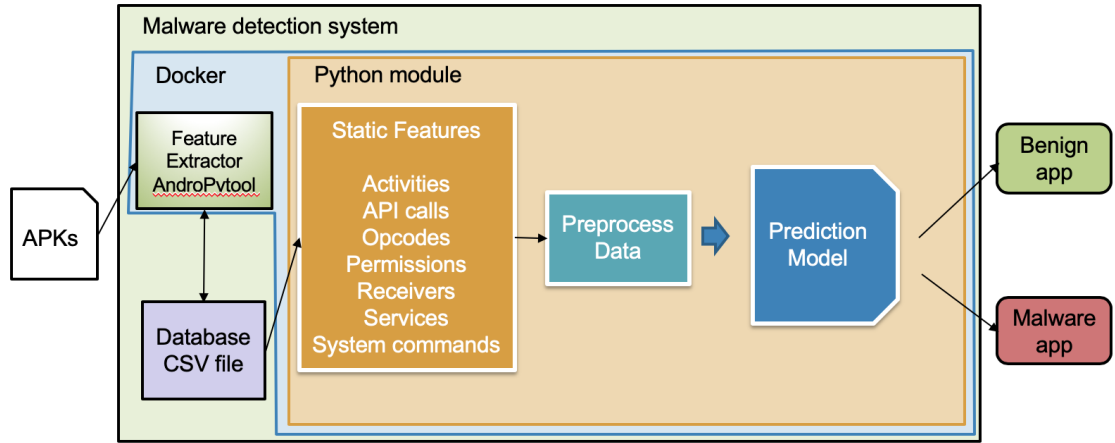 Malware detection system
Docker
Python module
Feature
Extractor
AndroPytool
APKs
Database
CSV file
Static Features
Activities
API calls
Opcodes
Permissions
Receivers
Services
System commands
Preprocess
Data
Prediction
Model
Benign
app
Malware
app